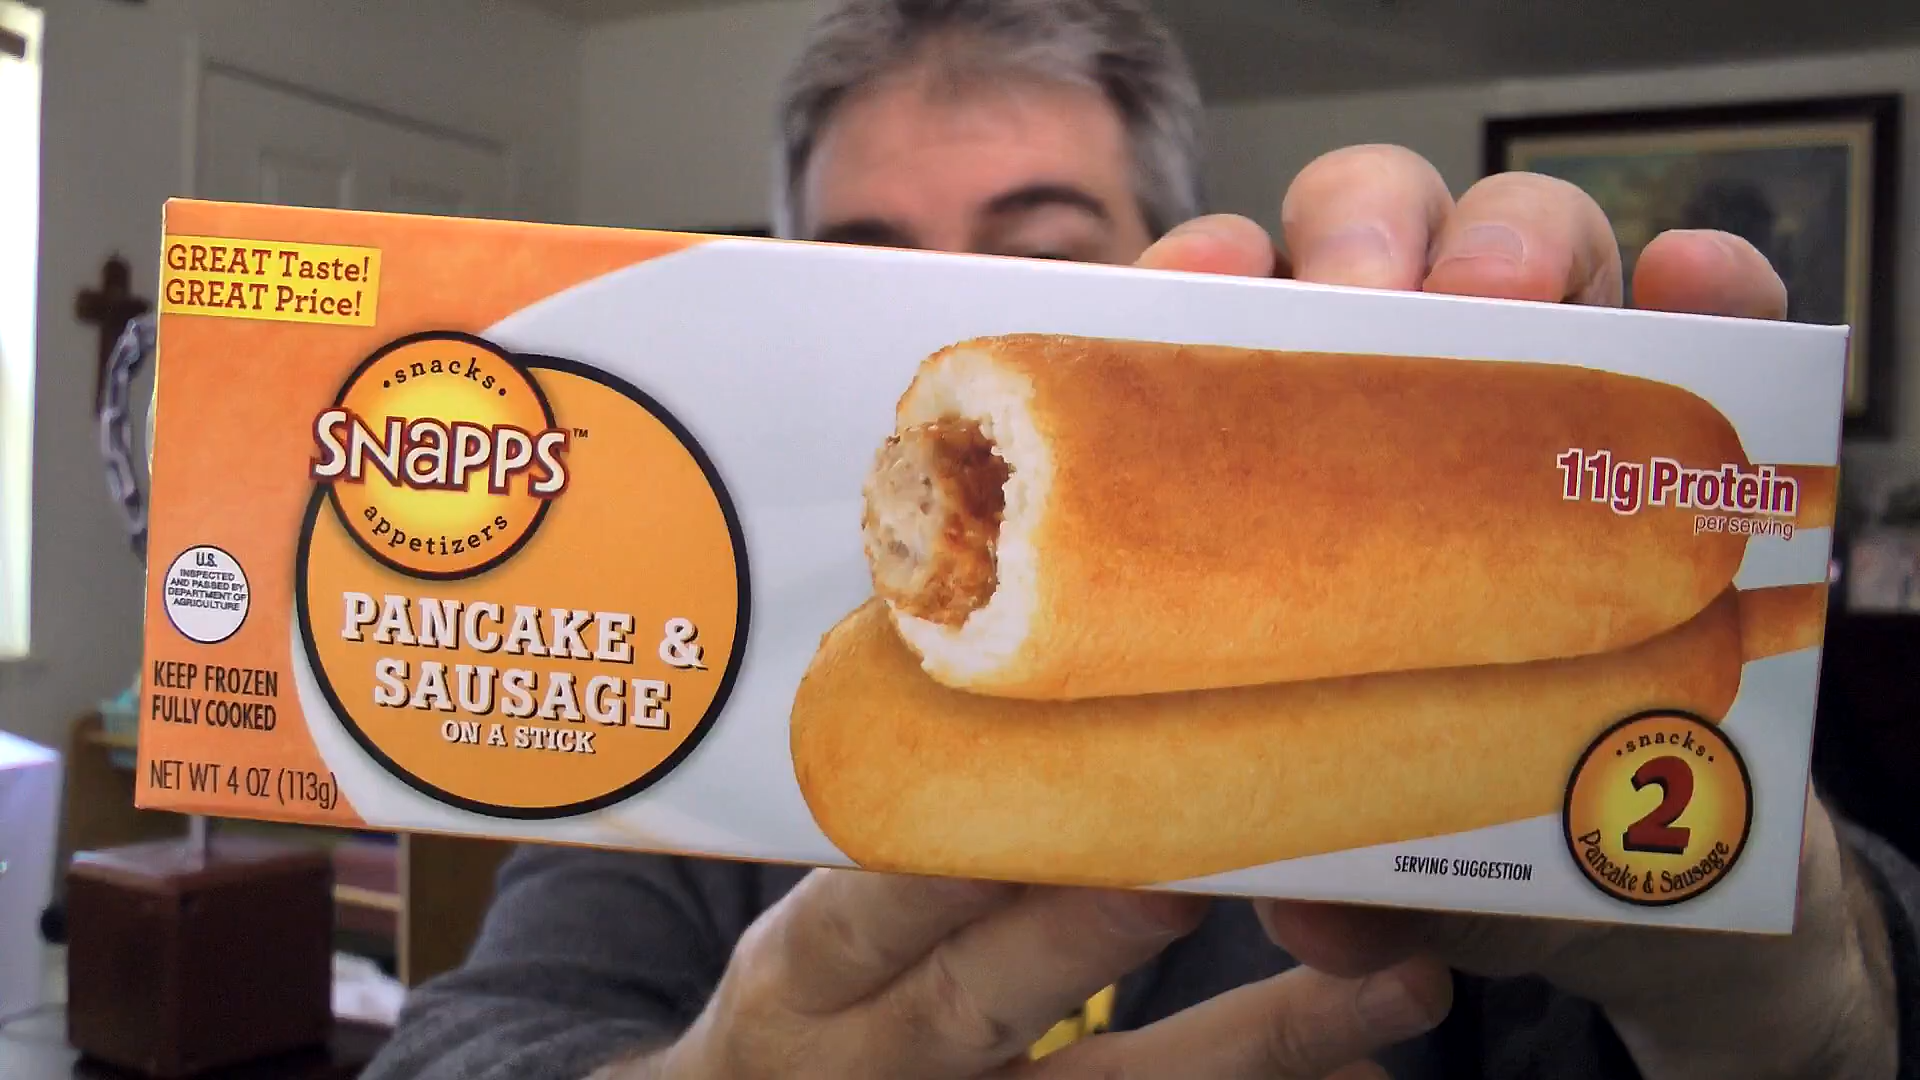 GREAT Taste!
GREAT Price!
snacks
SNaPPS™
appetizers
U.S.
INSPECTED
AND PASSED BY
DEPARTMENT OF
AGRICULTURE
PANCAKE &
SAUSAGE
ON A STICK
KEEP FROZEN
FULLY COOKED
NET WT 4 OZ (113g)
11g Protein
per serving
SERVING SUGGESTION
snacks
2
Pancake & Sausage